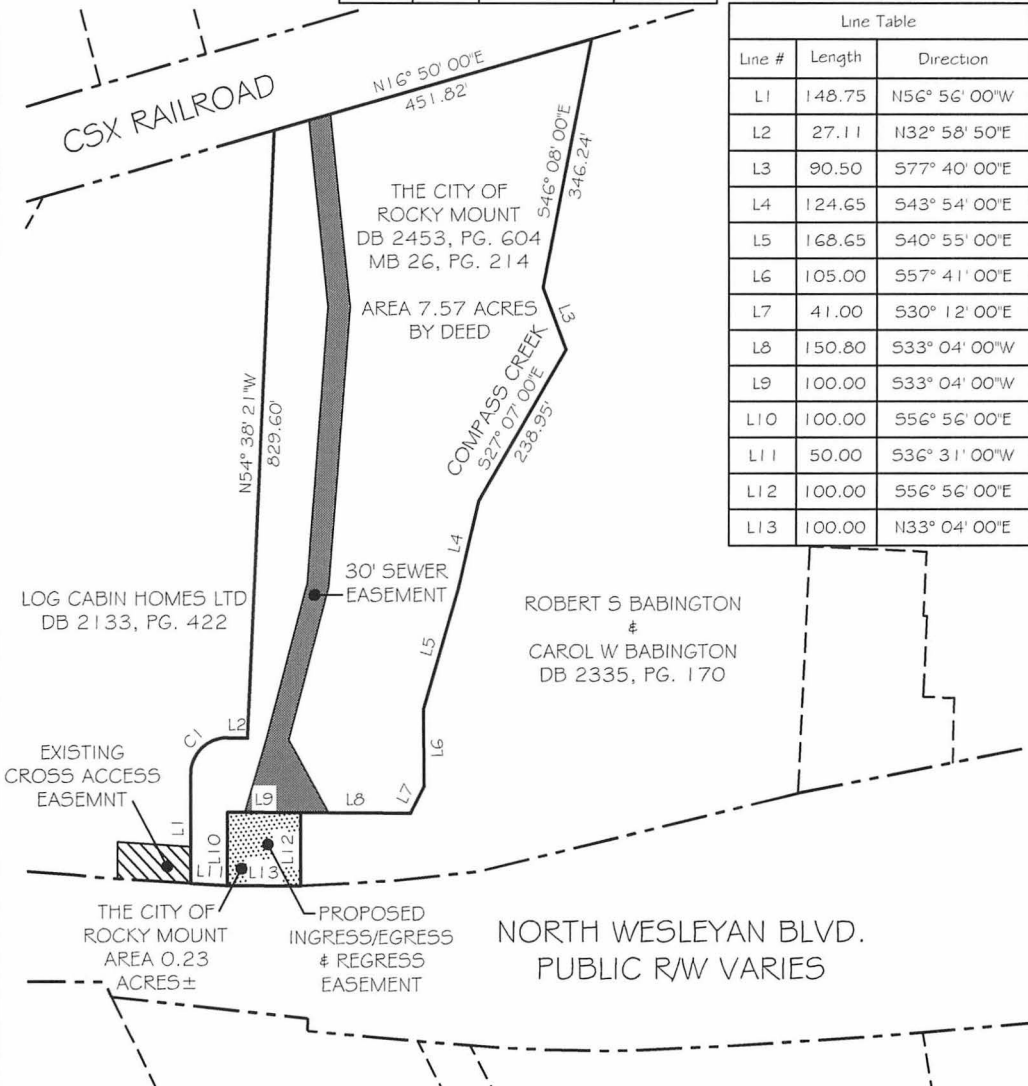 Line Table
Line # Length Direction
L1 148.75 N56° 56' 00"W
L2 27.11 N32° 58' 50"E
L3 90.50 S77° 40' 00"E
L4 124.65 S43° 54' 00"E
L5 168.65 S40° 55' 00"E
L6 105.00 S57° 41' 00"E
L7 41.00 S30° 12' 00"E
L8 150.80 S33° 04' 00"W
L9 100.00 S33° 04' 00"W
L10 100.00 S56° 56' 00"E
L11 50.00 S36° 31' 00"W
L12 100.00 S56° 56' 00"E
L13 100.00 N33° 04' 00"E
CSX RAILROAD
N16° 50' 00"E
451.82'
THE CITY OF
ROCKY MOUNT
DB 2453, PG. 604
MB 26, PG. 214
AREA 7.57 ACRES
BY DEED
S46° 08' 00"E
346.24'
L3
COMPASS CREEK
S27° 07' 00"E
238.95'
N54° 38' 21"W
829.60'
L4
30' SEWER
EASEMENT
LOG CABIN HOMES LTD
DB 2133, PG. 422
ROBERT S BABINGTON
&
CAROL W BABINGTON
DB 2335, PG. 170
L5
L2
C1
L6
EXISTING
CROSS ACCESS
EASEMNT
L9
L8
L7
L1
L10
L12
L11
L13
THE CITY OF
ROCKY MOUNT
AREA 0.23
ACRES±
PROPOSED
INGRESS/EGRESS
& REGRESS
EASEMENT
NORTH WESLEYAN BLVD.
PUBLIC R/W VARIES